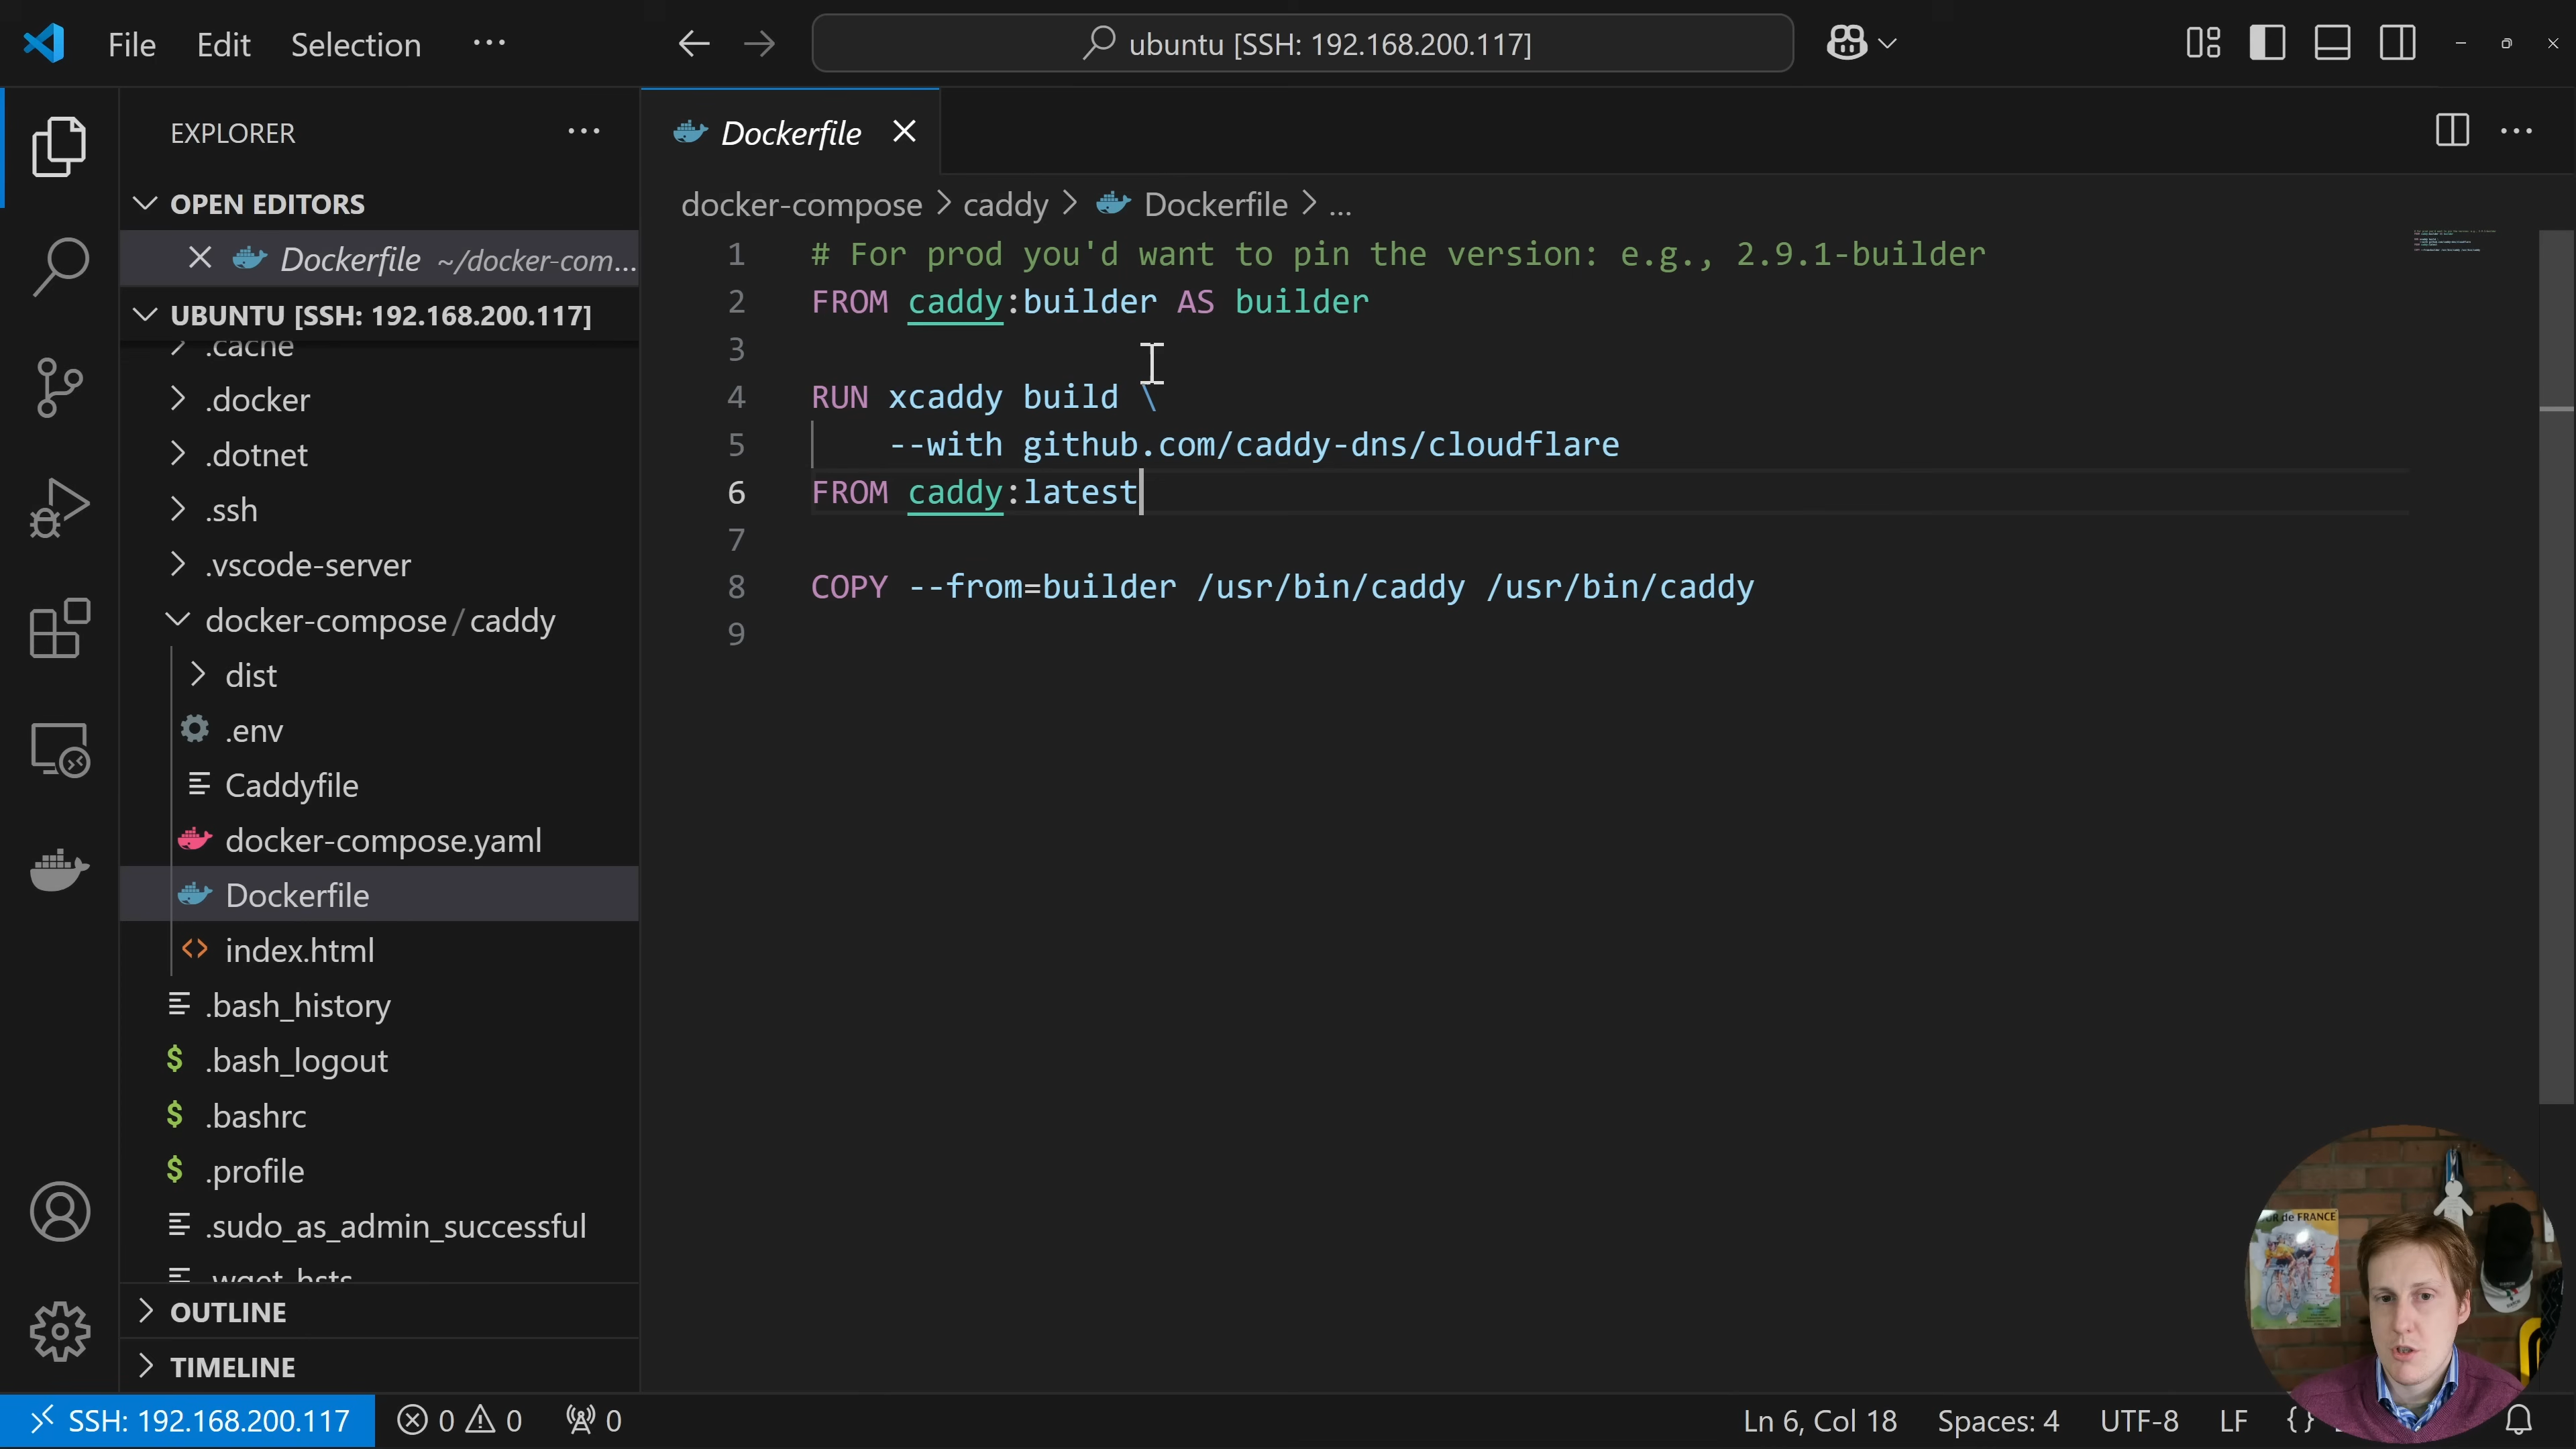 File Edit Selection ...
ubuntu [SSH: 192.168.200.117]
EXPLORER
OPEN EDITORS
Dockerfile ~/docker-com...
UBUNTU [SSH: 192.168.200.117]
.cache
.docker
.dotnet
.ssh
.vscode-server
docker-compose/caddy
dist
.env
Caddyfile
docker-compose.yaml
Dockerfile
index.html
.bash_history
.bash_logout
.bashrc
.profile
.sudo_as_admin_successful
.wget-hsts
OUTLINE
TIMELINE
Dockerfile
docker-compose > caddy > Dockerfile > ...
1 # For prod you'd want to pin the version: e.g., 2.9.1-builder
2 FROM caddy:builder AS builder
3
4 RUN xcaddy build \
5 --with github.com/caddy-dns/cloudflare
6 FROM caddy:latest
7
8 COPY --from=builder /usr/bin/caddy /usr/bin/caddy
9
UR de FRANCE
SSH: 192.168.200.117 0 0 0 Ln 6, Col 18 Spaces: 4 UTF-8 LF {}